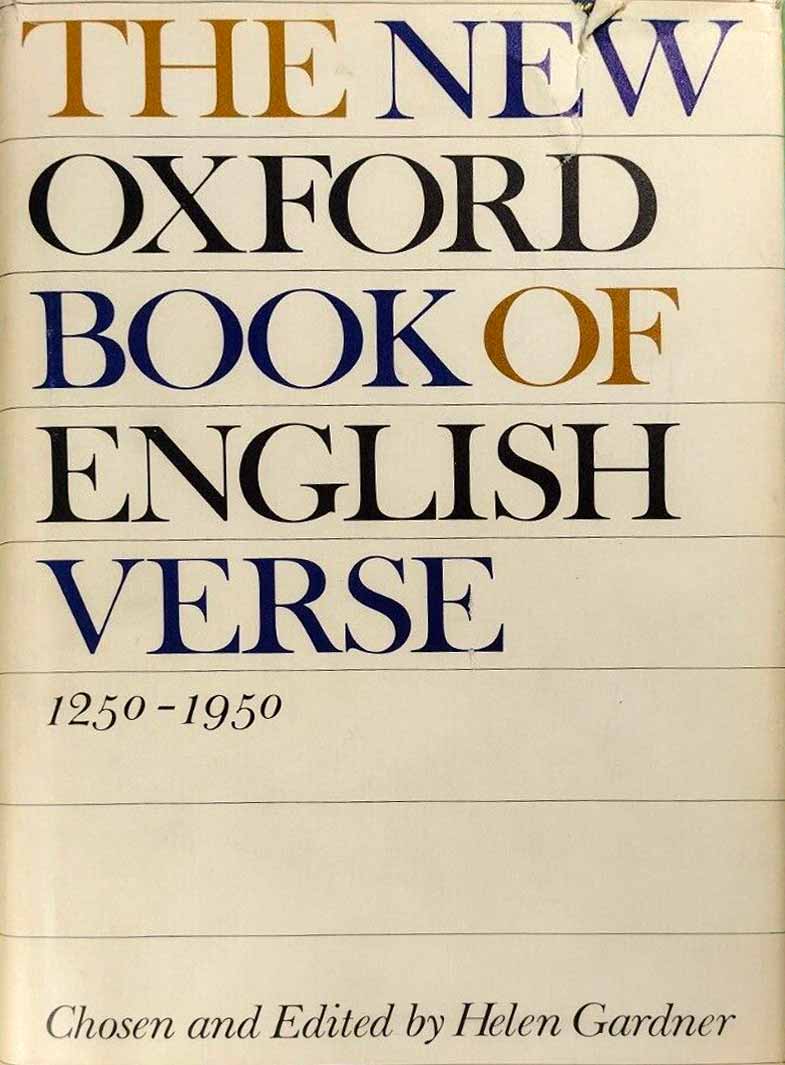 THE NEW
OXFORD
BOOK OF
ENGLISH
VERSE
1250-1950
Chosen and Edited by Helen Gardner